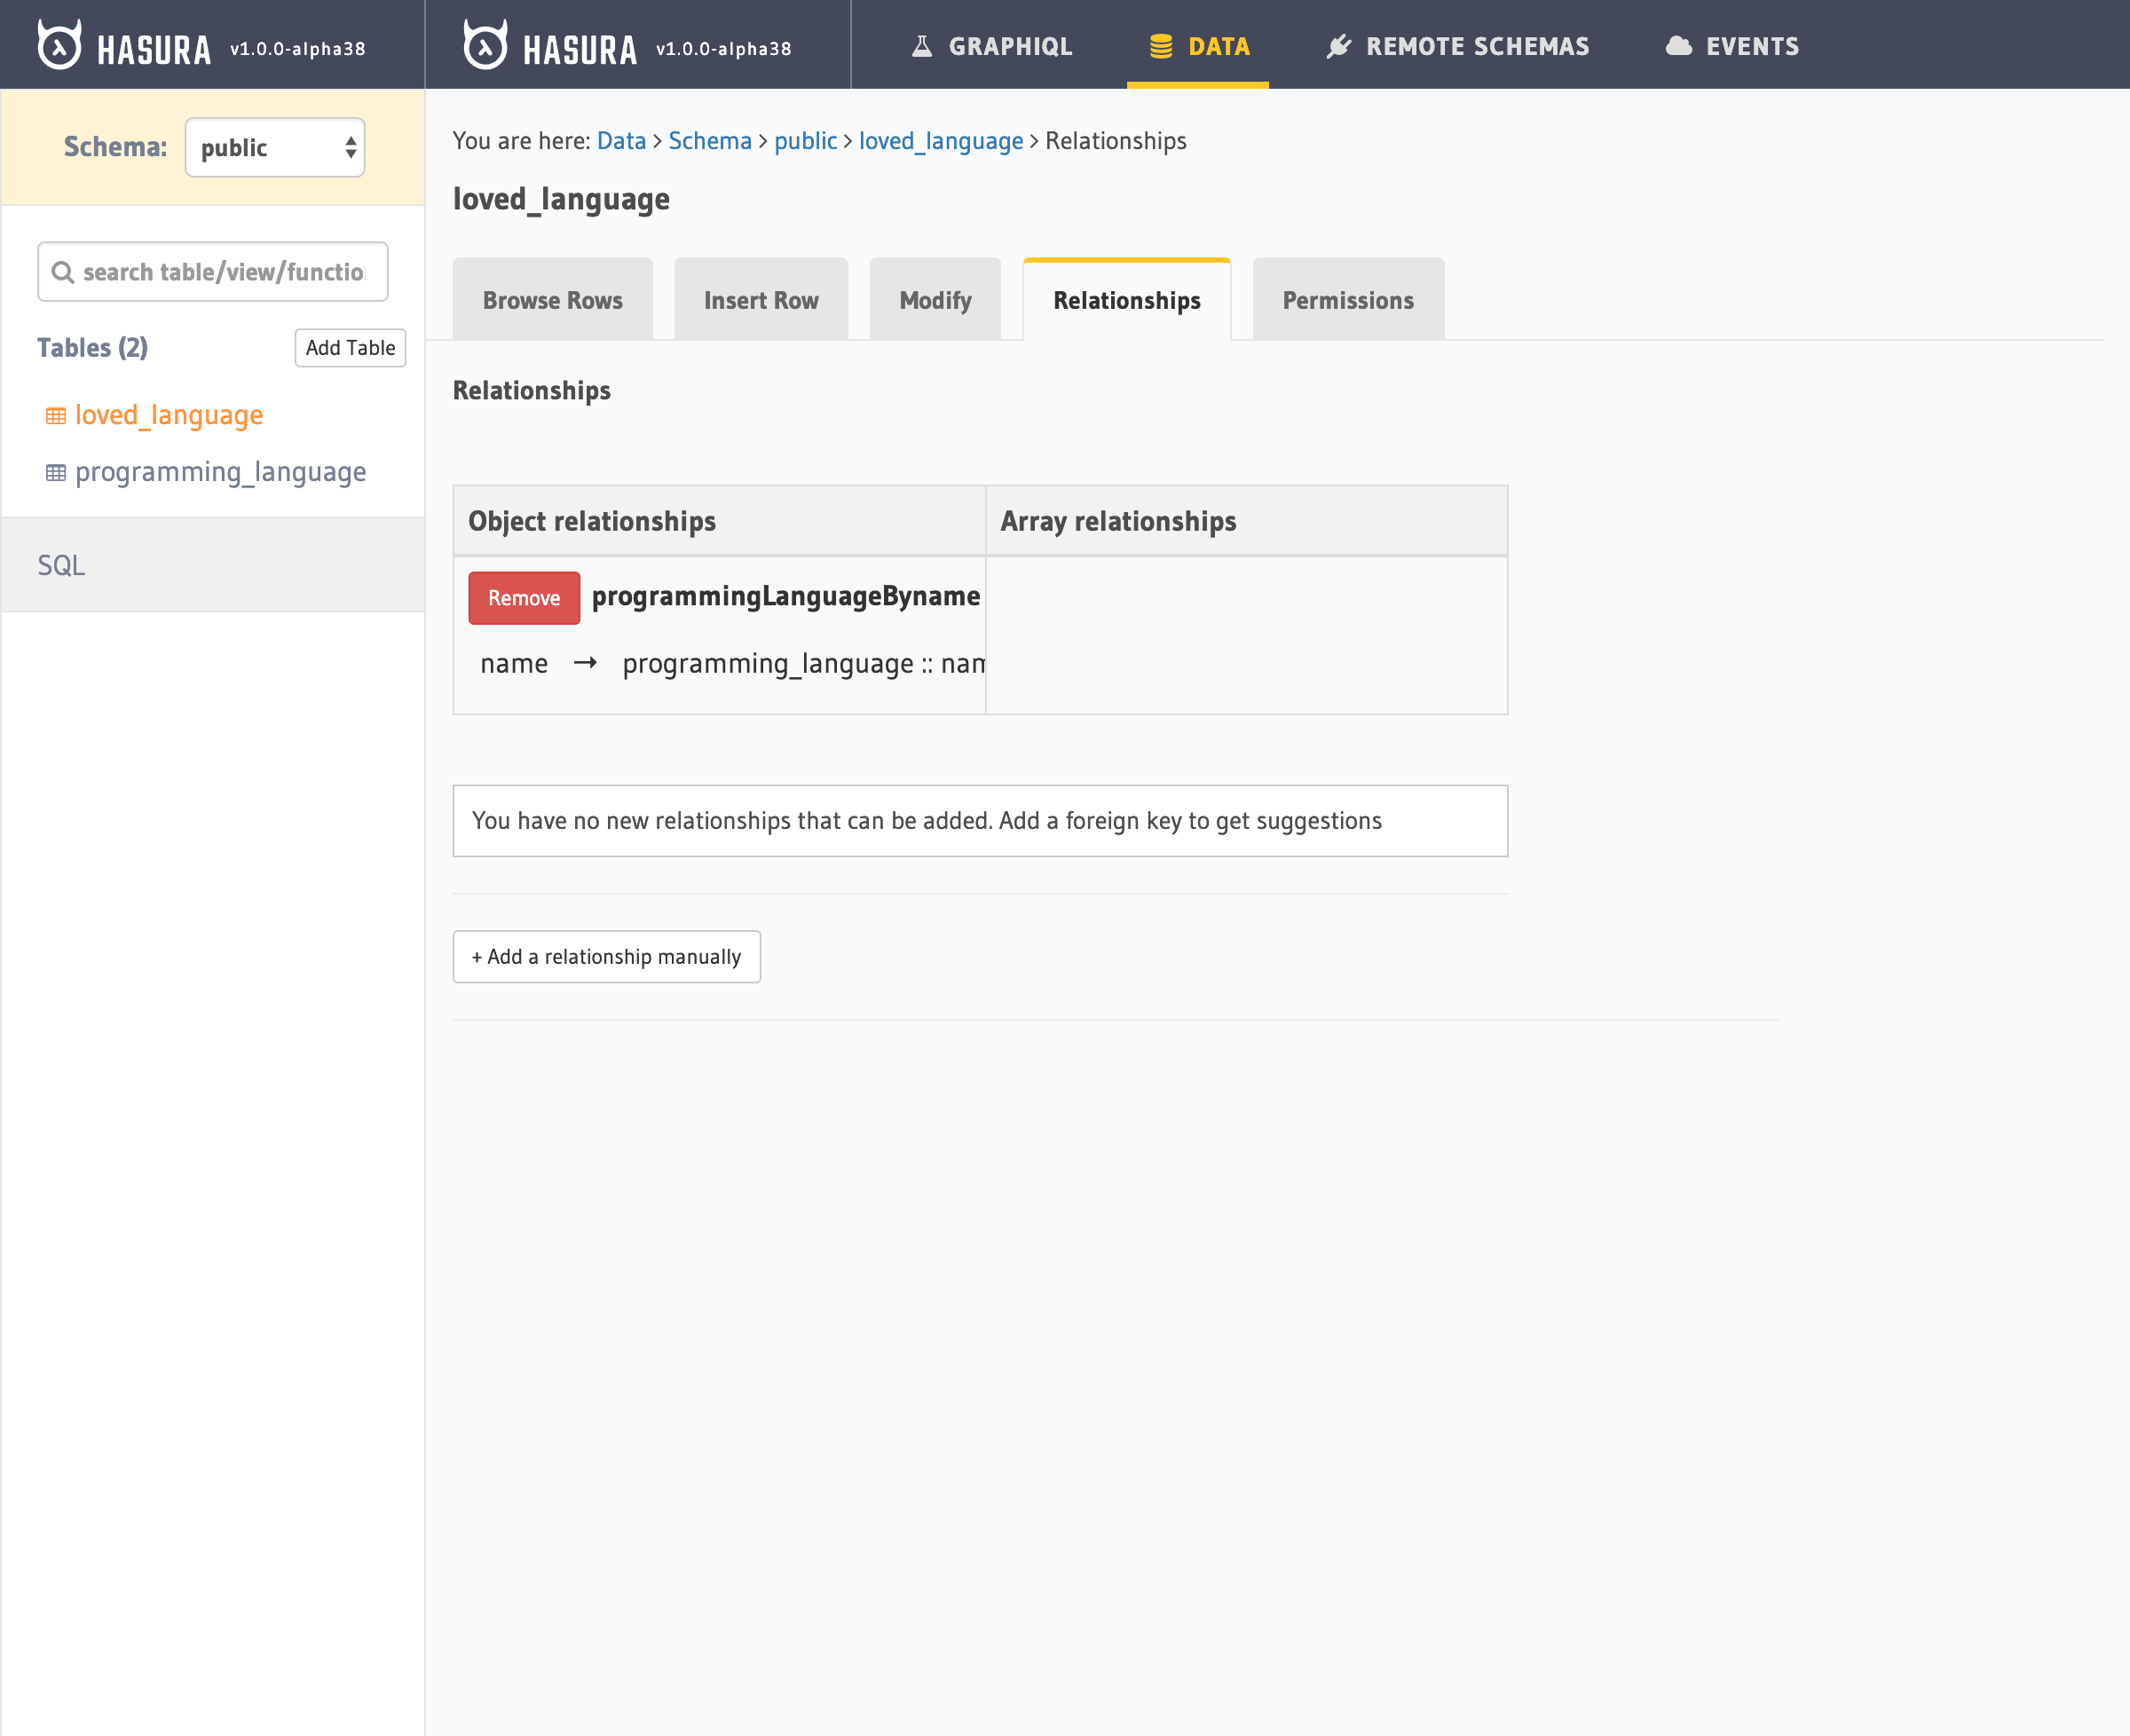 HASURA v1.0.0-alpha38
HASURA v1.0.0-alpha38
GRAPHIQL DATA REMOTE SCHEMAS EVENTS
Schema: public
search table/view/functio
Tables (2) Add Table
loved_language
programming_language
SQL
You are here: Data > Schema > public > loved_language > Relationships
loved_language
Browse Rows Insert Row Modify Relationships Permissions
Relationships
Object relationships Array relationships
Remove programmingLanguageByname
name → programming_language :: nam
You have no new relationships that can be added. Add a foreign key to get suggestions
+ Add a relationship manually